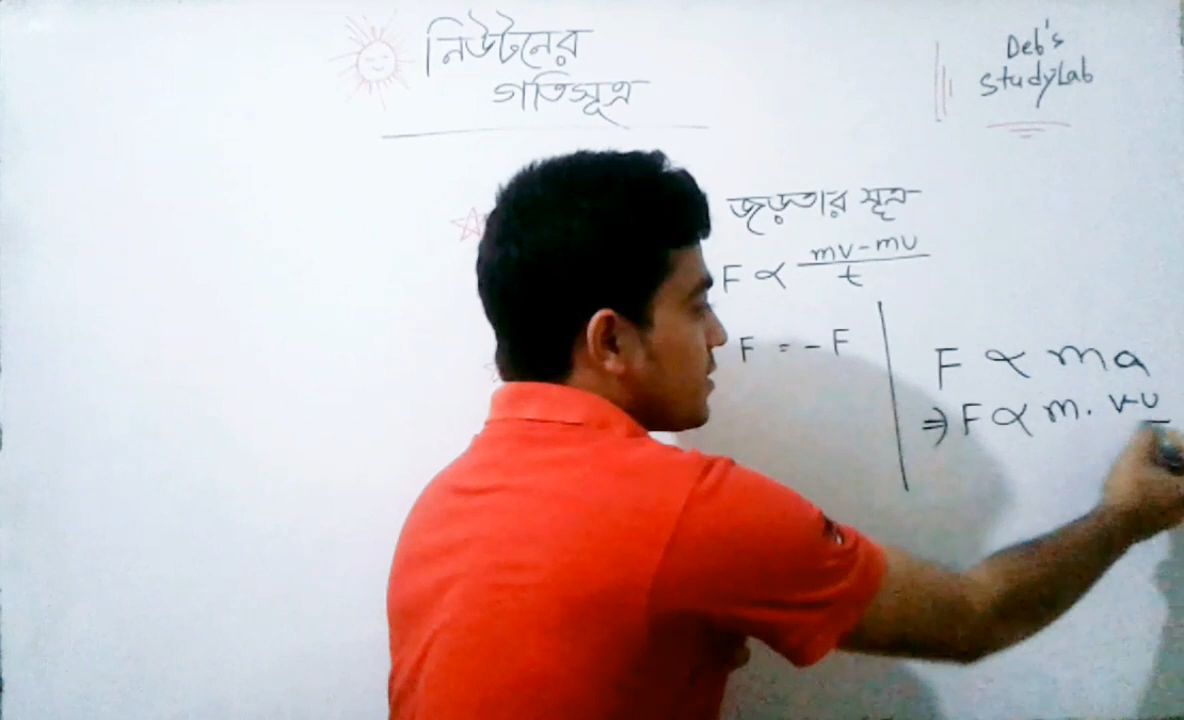 নিউটনের
গতিসূত্র
Deb's
StudyLab
জড়তার সূত্র
F ∝ mv-mu / t
F = - F
F ∝ ma
⇒ F ∝ m. v-u